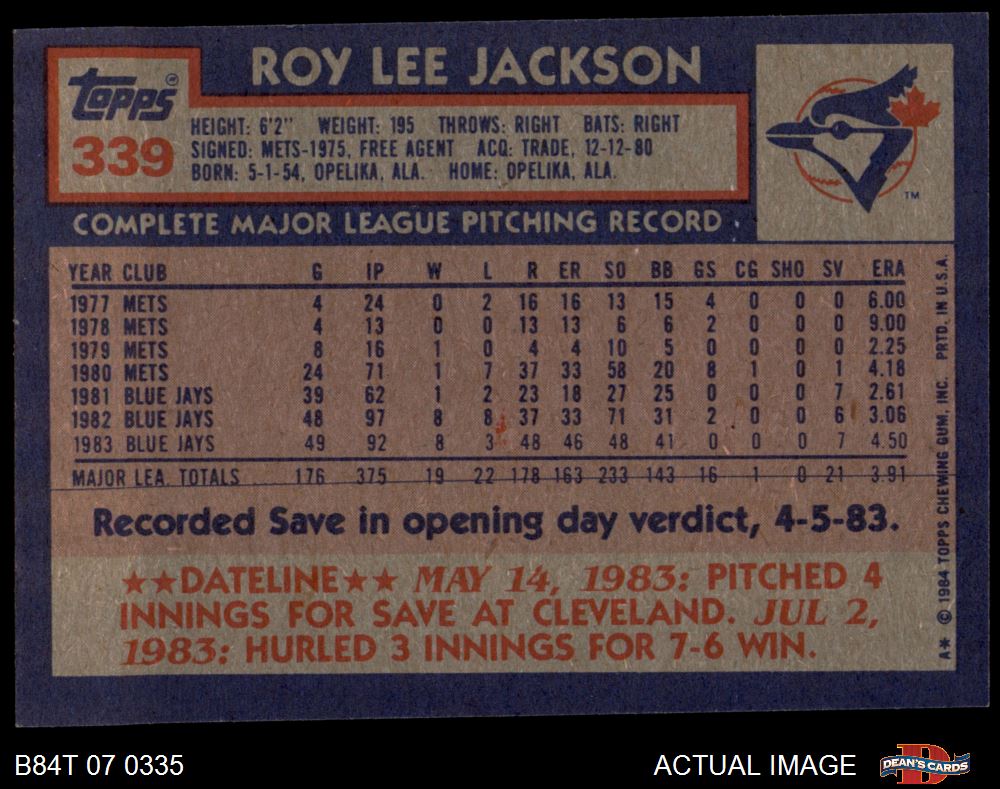 ROY LEE JACKSON
Topps®
339
HEIGHT: 6'2" WEIGHT: 195 THROWS: RIGHT BATS: RIGHT
SIGNED: METS-1975, FREE AGENT ACQ: TRADE, 12-12-80
BORN: 5-1-54, OPELIKA, ALA. HOME: OPELIKA, ALA.
TM
COMPLETE MAJOR LEAGUE PITCHING RECORD
YEAR CLUB G IP W L R ER SO BB GS CG SHO SV ERA
1977 METS 4 24 0 2 16 16 13 15 4 0 0 0 6.00
1978 METS 4 13 0 0 13 13 6 6 2 0 0 0 9.00
1979 METS 8 16 1 0 4 4 10 5 0 0 0 0 2.25
1980 METS 24 71 1 7 37 33 58 20 8 1 0 1 4.18
1981 BLUE JAYS 39 62 1 2 23 18 27 25 0 0 0 7 2.61
1982 BLUE JAYS 48 97 8 8 37 33 71 31 2 0 0 6 3.06
1983 BLUE JAYS 49 92 8 3 48 46 48 41 0 0 0 7 4.50
MAJOR LEA. TOTALS 176 375 19 22 178 163 233 143 16 1 0 21 3.91
Recorded Save in opening day verdict, 4-5-83.
★★DATELINE★★ MAY 14, 1983: PITCHED 4
INNINGS FOR SAVE AT CLEVELAND. JUL 2,
1983: HURLED 3 INNINGS FOR 7-6 WIN.
A* © 1984 TOPPS CHEWING GUM, INC. PRTD. IN U.S.A.
B84T 07 0335
ACTUAL IMAGE
D
DEAN'S CARDS